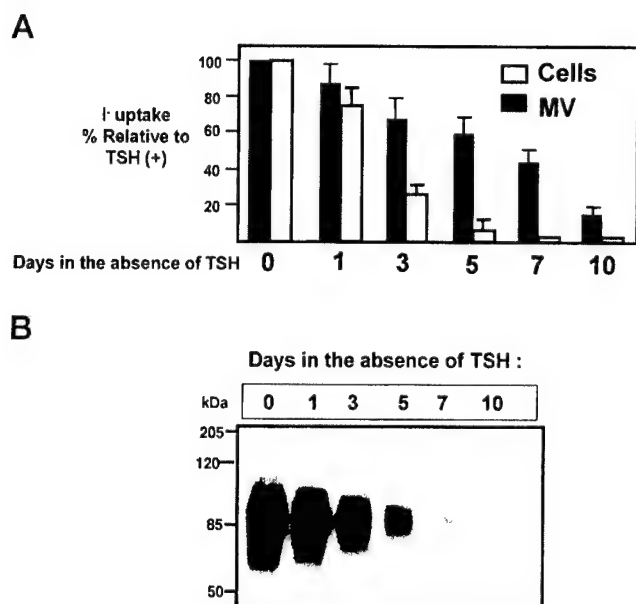 A
I- uptake
% Relative to
TSH (+)
100
80
60
40
20
Cells
MV
Days in the absence of TSH 0 1 3 5 7 10
B
Days in the absence of TSH :
kDa 0 1 3 5 7 10
205
120
85
50